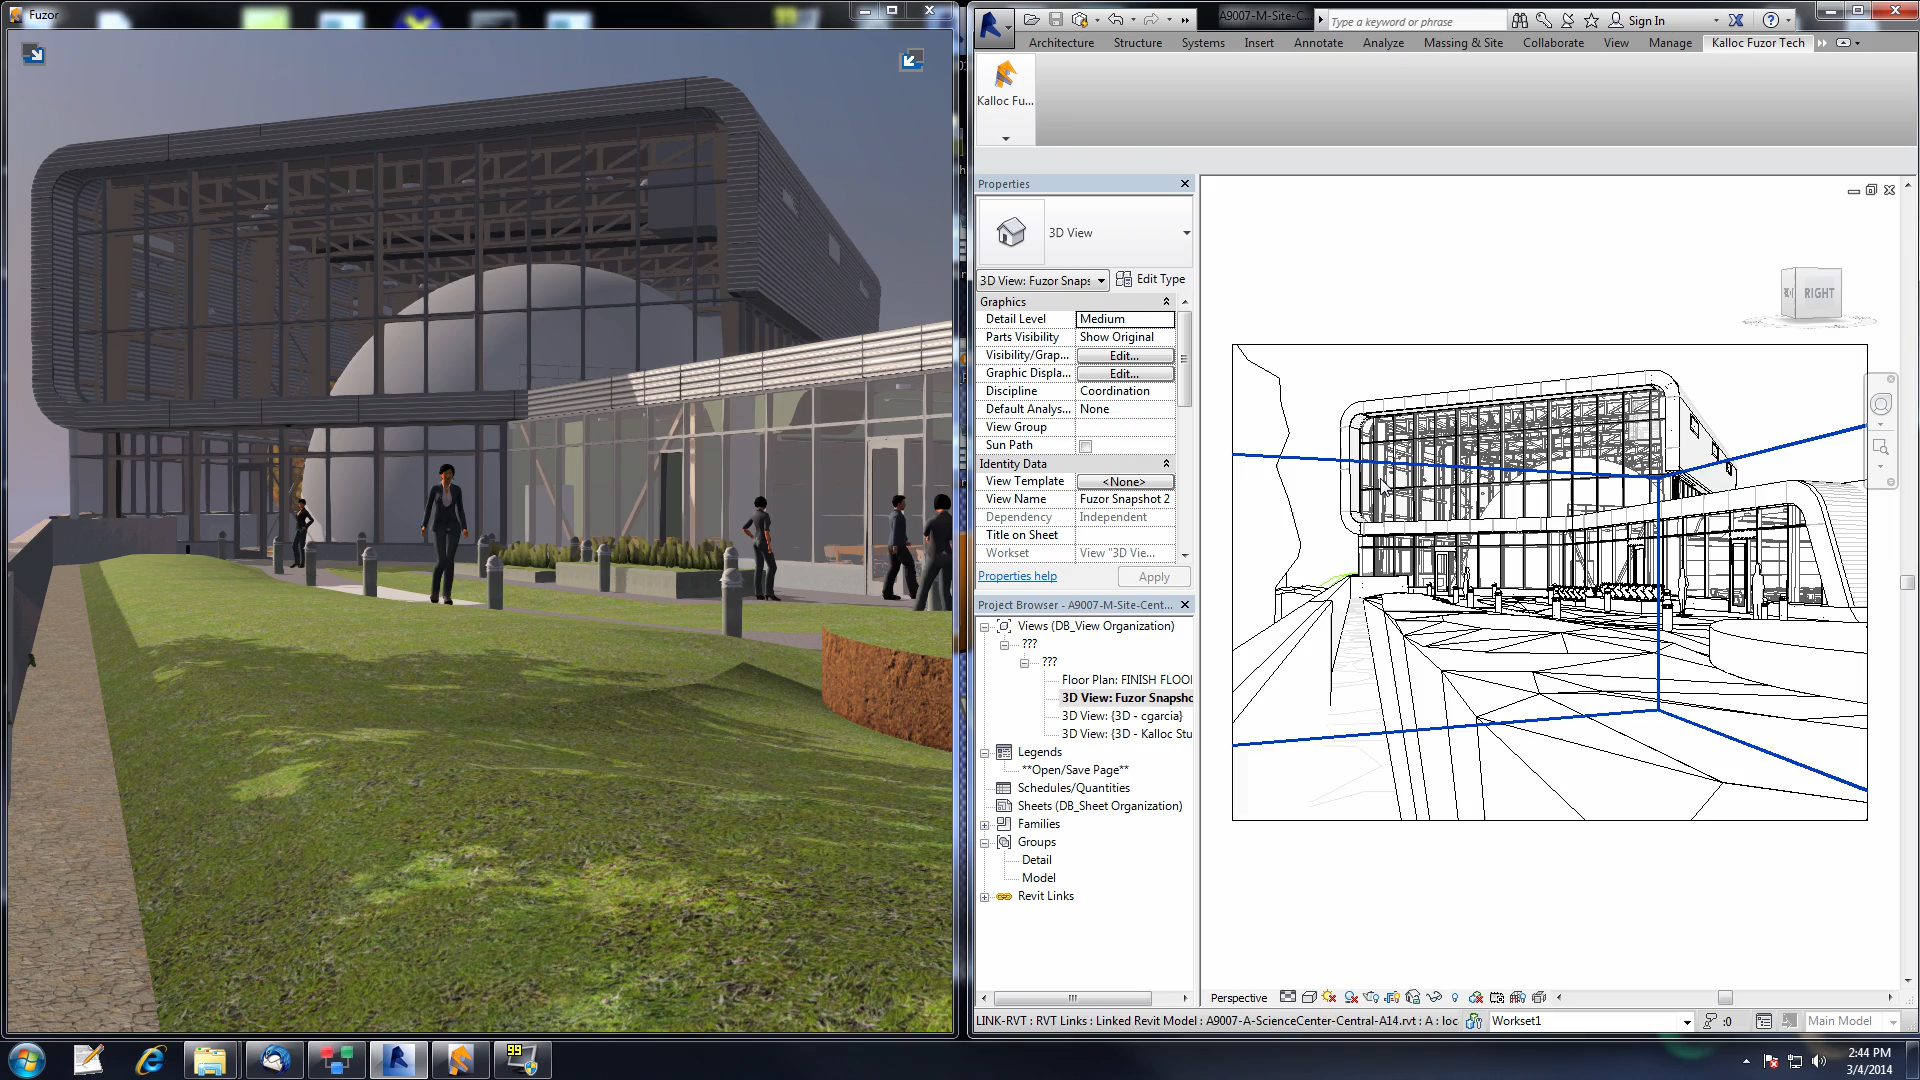 Fuzor
A9007-M-Site-C...
Type a keyword or phrase
Sign In
Architecture
Structure
Systems
Insert
Annotate
Analyze
Massing & Site
Collaborate
View
Manage
Kalloc Fuzor Tech
Kalloc Fu...
Properties
3D View
3D View: Fuzor Snaps
Edit Type
Graphics
Detail Level Medium
Parts Visibility Show Original
Visibility/Grap... Edit...
Graphic Displa... Edit...
Discipline Coordination
Default Analys... None
View Group
Sun Path
Identity Data
View Template <None>
View Name Fuzor Snapshot 2
Dependency Independent
Title on Sheet
Workset View "3D Vie...
Properties help
Apply
Project Browser - A9007-M-Site-Cent...
Views (DB_View Organization)
???
???
Floor Plan: FINISH FLOO
3D View: Fuzor Snapsho
3D View: {3D - cgarcia}
3D View: {3D - Kalloc Stu
Legends
**Open/Save Page**
Schedules/Quantities
Sheets (DB_Sheet Organization)
Families
Groups
Detail
Model
Revit Links
RIGHT
Perspective
LINK-RVT : RVT Links : Linked Revit Model : A9007-A-ScienceCenter-Central-A14.rvt : A : loc
Workset1
:0
Main Model
99
2:44 PM
3/4/2014